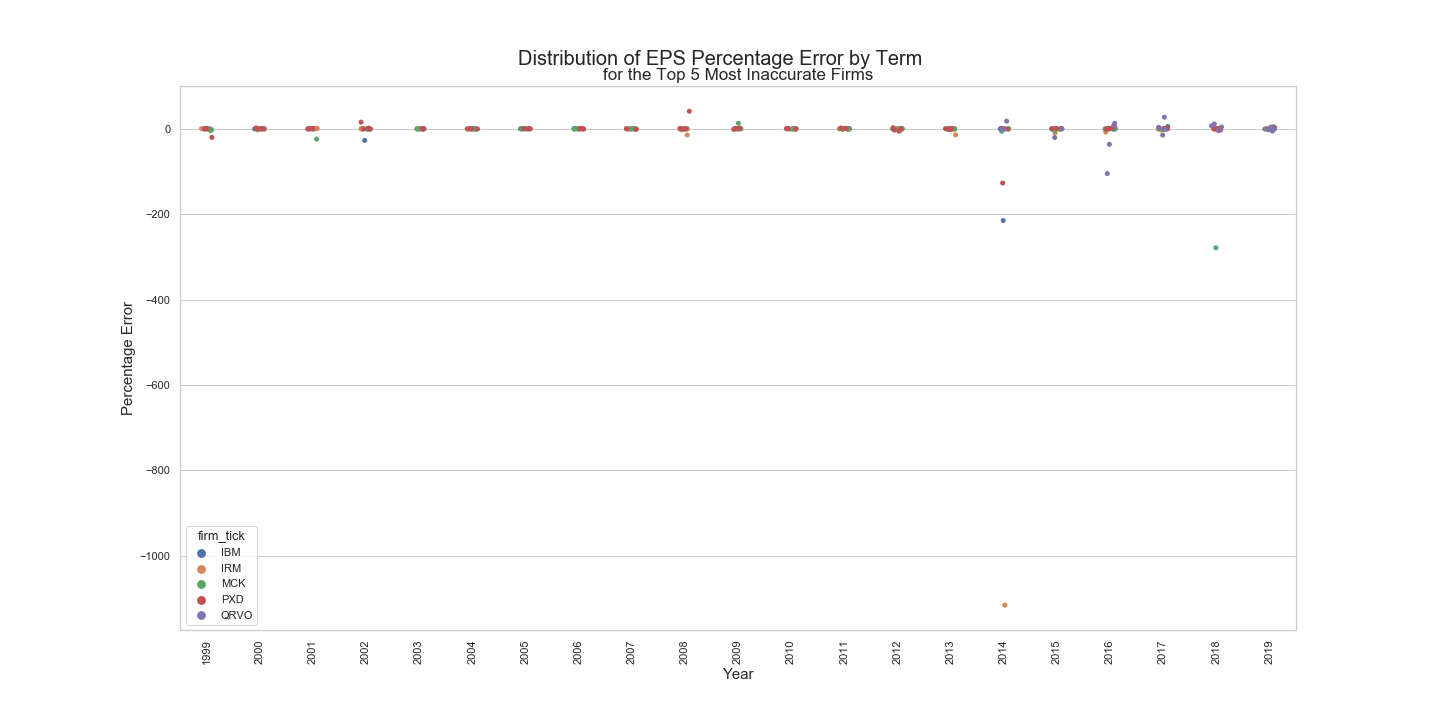 Distribution of EPS Percentage Error by Term
for the Top 5 Most Inaccurate Firms
Percentage Error
0
−200
−400
−600
−800
−1000
firm_tick
IBM
IRM
MCK
PXD
QRVO
1999
2000
2001
2002
2003
2004
2005
2006
2007
2008
2009
2010
2011
2012
2013
2014
2015
2016
2017
2018
2019
Year